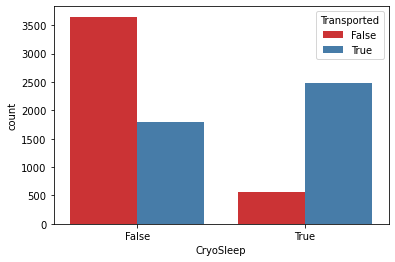 Transported
False
True
3500
3000
2500
2000
1500
1000
500
0
count
False True
CryoSleep